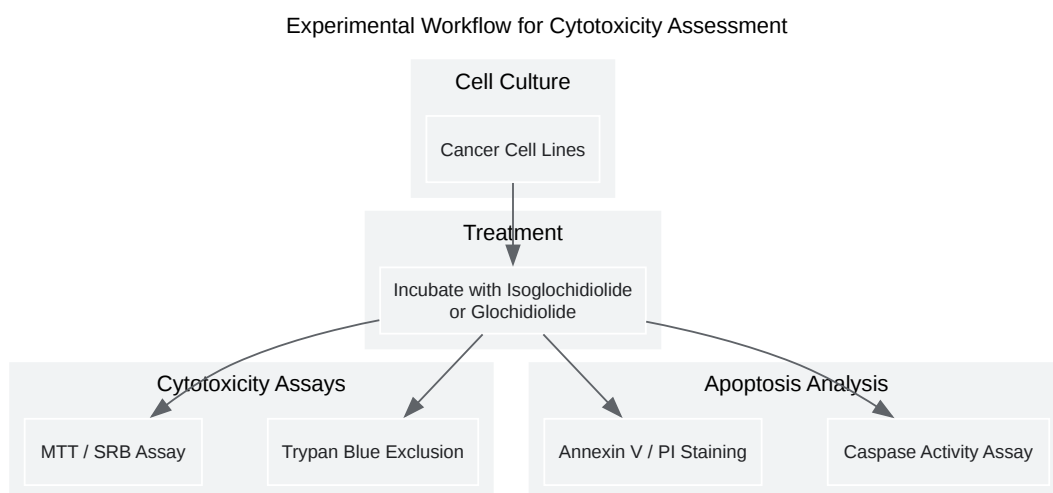 Experimental Workflow for Cytotoxicity Assessment
Cell Culture
Cancer Cell Lines
Treatment
Incubate with Isoglochidiolide
or Glochidiolide
Cytotoxicity Assays
MTT / SRB Assay
Trypan Blue Exclusion
Apoptosis Analysis
Annexin V / PI Staining
Caspase Activity Assay